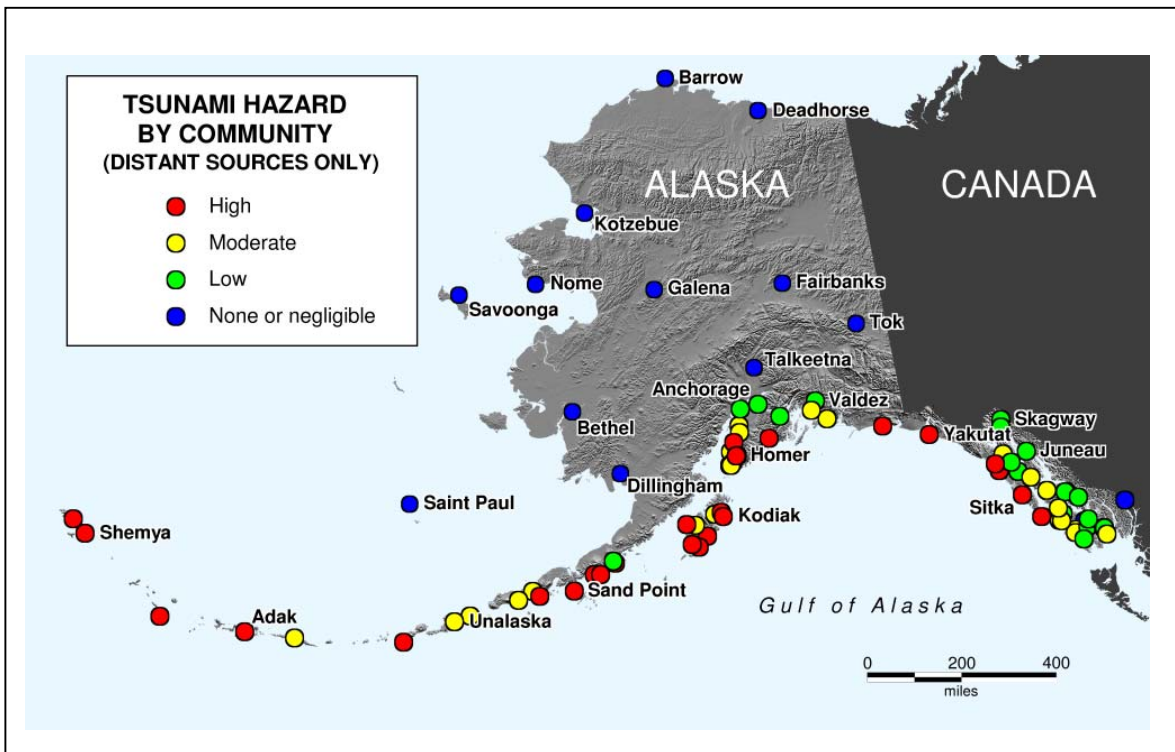 TSUNAMI HAZARD
BY COMMUNITY
(DISTANT SOURCES ONLY)
High
Moderate
Low
None or negligible
Barrow
Deadhorse
ALASKA
CANADA
Kotzebue
Nome
Galena
Fairbanks
Savoonga
Tok
Talkeetna
Anchorage
Valdez
Skagway
Bethel
Yakutat
Juneau
Homer
Dillingham
Saint Paul
Sitka
Kodiak
Shemya
Sand Point
Gulf of Alaska
Adak
Unalaska
0 200 400
miles